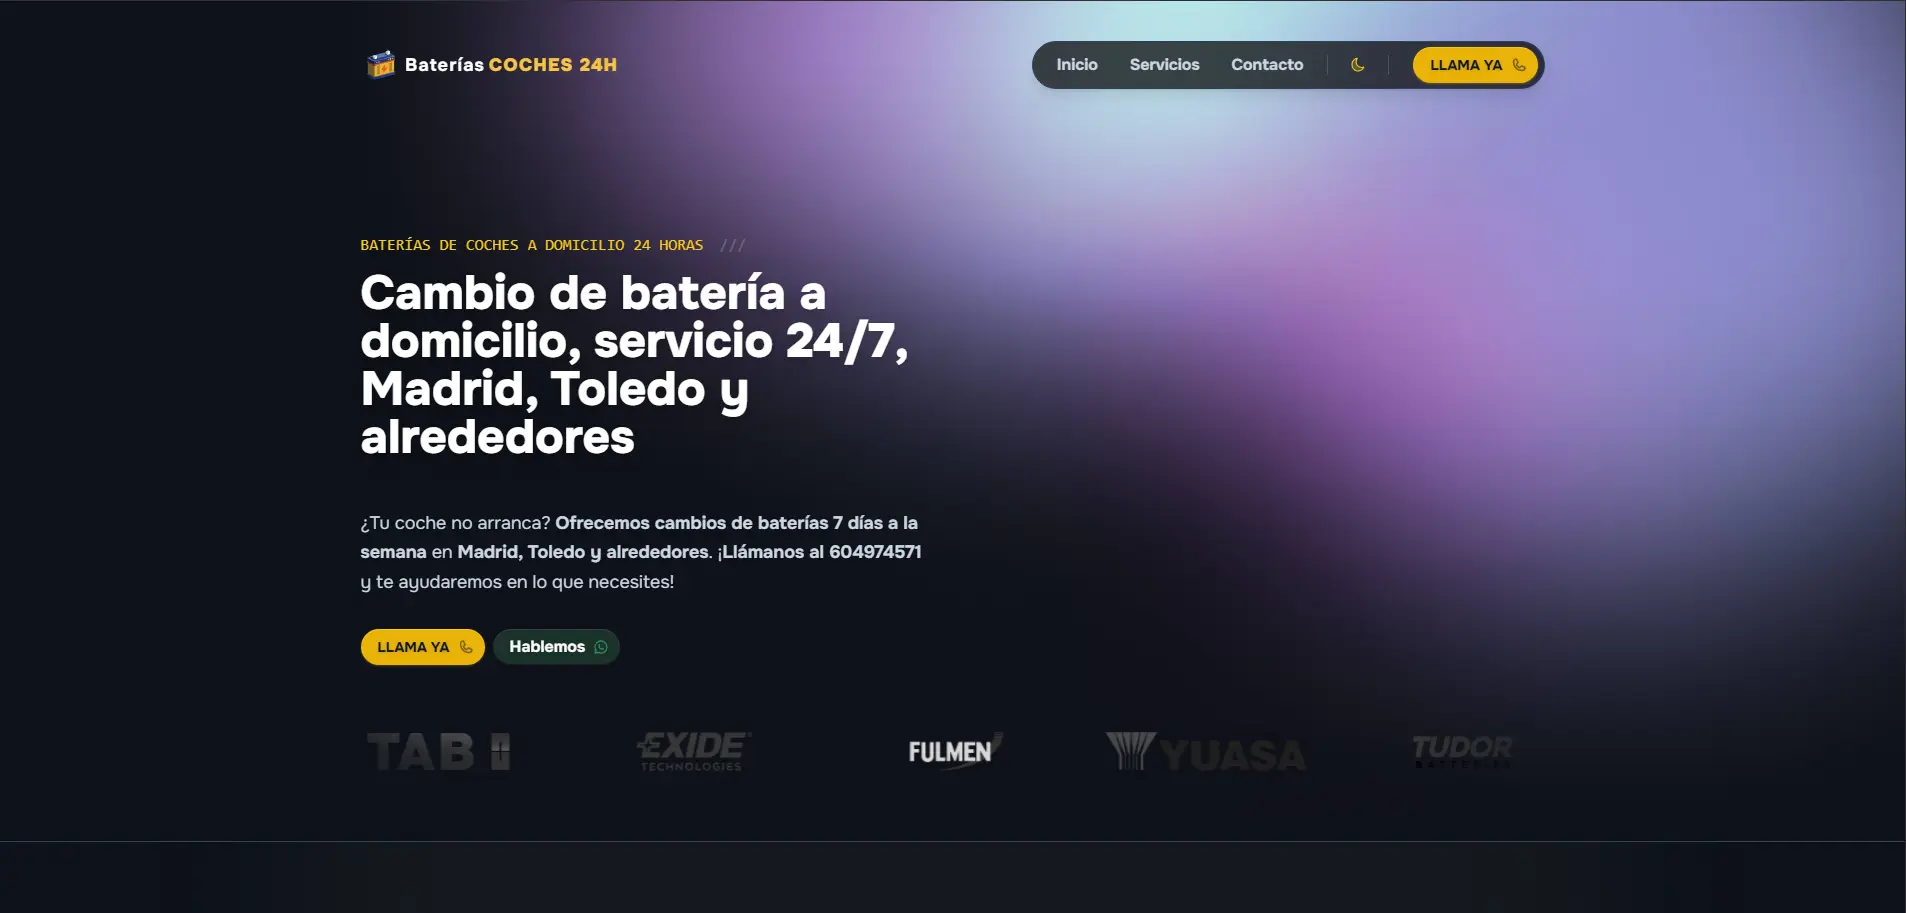 Baterías COCHES 24H
Inicio Servicios Contacto LLAMA YA
BATERÍAS DE COCHES A DOMICILIO 24 HORAS ///
Cambio de batería a
domicilio, servicio 24/7,
Madrid, Toledo y
alrededores
¿Tu coche no arranca? Ofrecemos cambios de baterías 7 días a la
semana en Madrid, Toledo y alrededores. ¡Llámanos al 604974571
y te ayudaremos en lo que necesites!
LLAMA YA Hablemos
TAB EXIDE TECHNOLOGIES FULMEN YUASA TUDOR BATTERIES